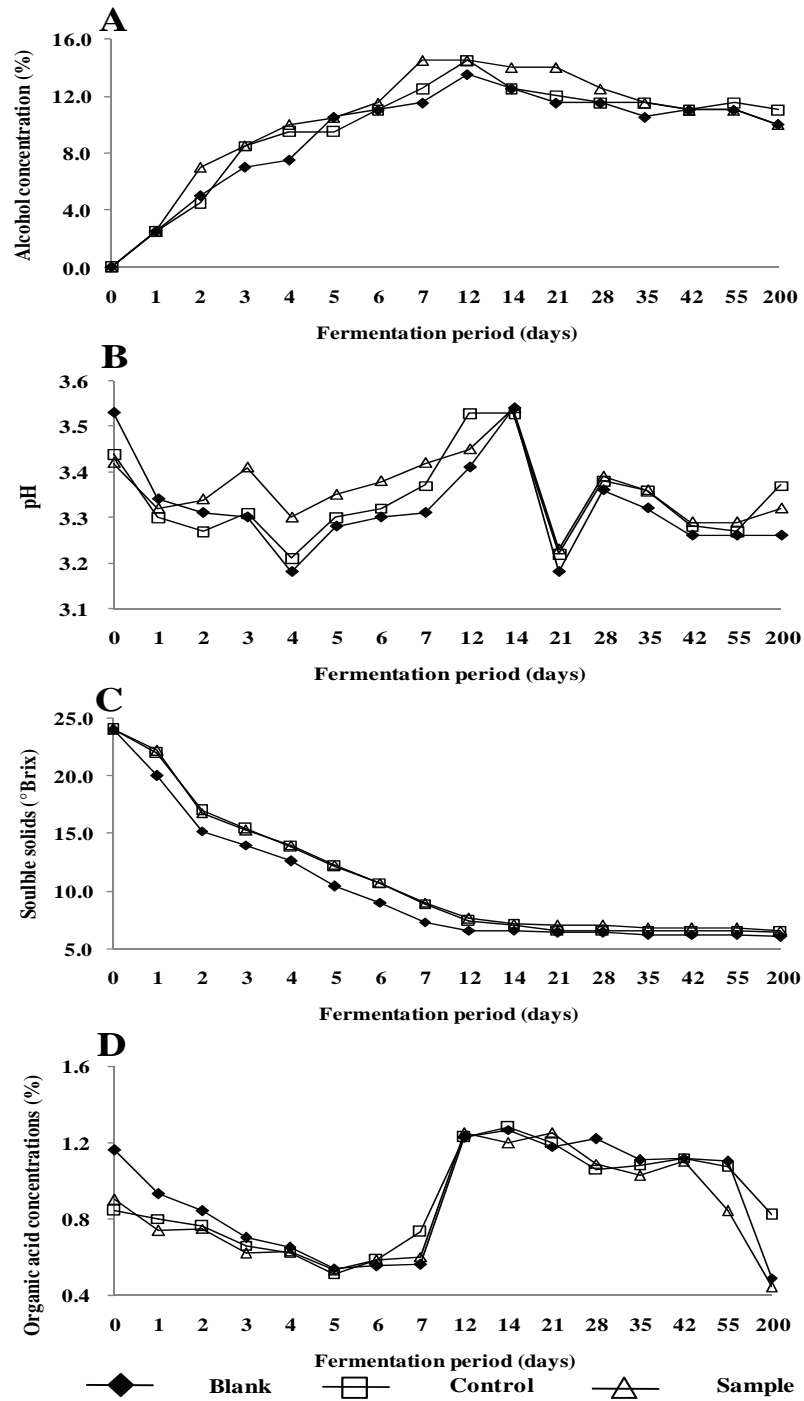 A
Alcohol concentration (%)
16.0
12.0
8.0
4.0
0.0
0 1 2 3 4 5 6 7 12 14 21 28 35 42 55 200
Fermentation period (days)
B
pH
3.6
3.5
3.4
3.3
3.2
3.1
0 1 2 3 4 5 6 7 12 14 21 28 35 42 55 200
Fermentation period (days)
C
Soulble solids (°Brix)
25.0
20.0
15.0
10.0
5.0
0 1 2 3 4 5 6 7 12 14 21 28 35 42 55 200
Fermentation period (days)
D
Organic acid concentrations (%)
1.6
1.2
0.8
0.4
0 1 2 3 4 5 6 7 12 14 21 28 35 42 55 200
Fermentation period (days)
Blank Control Sample